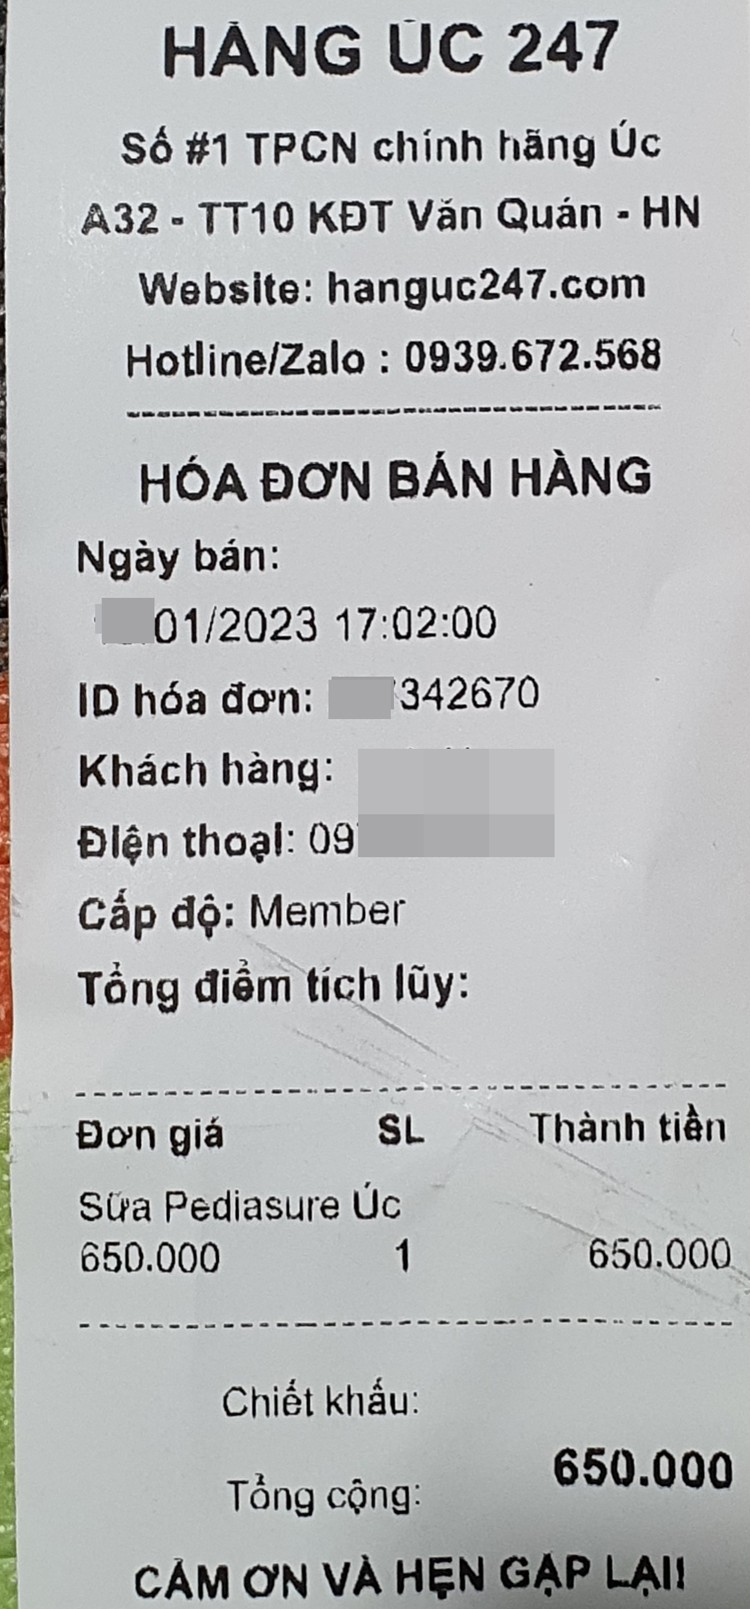 HÀNG ÚC 247
Số #1 TPCN chính hãng Úc
A32 - TT10 KĐT Văn Quán - HN
Website: hanguc247.com
Hotline/Zalo : 0939.672.568
HÓA ĐƠN BÁN HÀNG
Ngày bán:
01/2023 17:02:00
ID hóa đơn: 342670
Khách hàng:
Điện thoại: 09
Cấp độ: Member
Tổng điểm tích lũy:
Đơn giá SL Thành tiền
Sữa Pediasure Úc
650.000 1 650.000
Chiết khấu:
Tổng cộng: 650.000
CẢM ƠN VÀ HẸN GẶP LẠI!